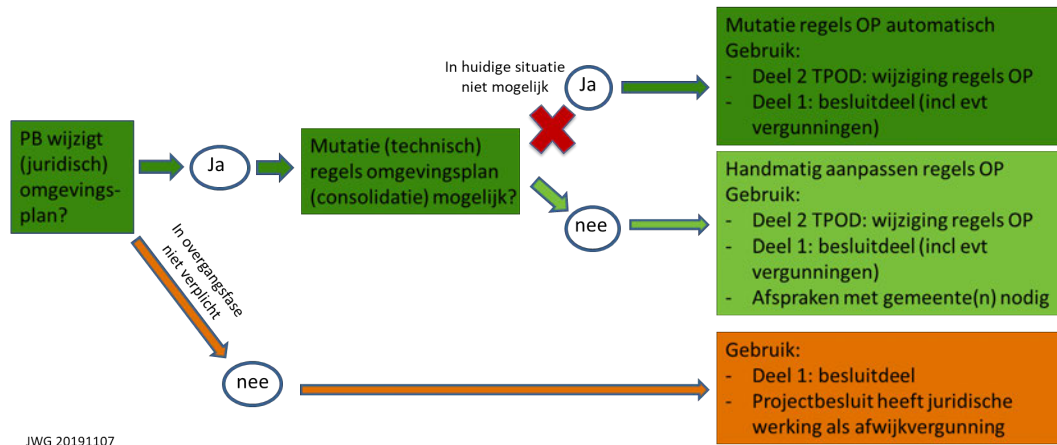 PB wijzigt
(juridisch)
omgevings-
plan?
Ja
Mutatie (technisch)
regels omgevingsplan
(consolidatie) mogelijk?
In huidige situatie
niet mogelijk
Ja
Mutatie regels OP automatisch
Gebruik:
- Deel 2 TPOD: wijziging regels OP
- Deel 1: besluitdeel (incl evt
vergunningen)
nee
Handmatig aanpassen regels OP
Gebruik:
- Deel 2 TPOD: wijziging regels OP
- Deel 1: besluitdeel (incl evt
vergunningen)
- Afspraken met gemeente(n) nodig
In overgangsfase
niet verplicht
nee
Gebruik:
- Deel 1: besluitdeel
- Projectbesluit heeft juridische
werking als afwijkvergunning
JWG 20191107